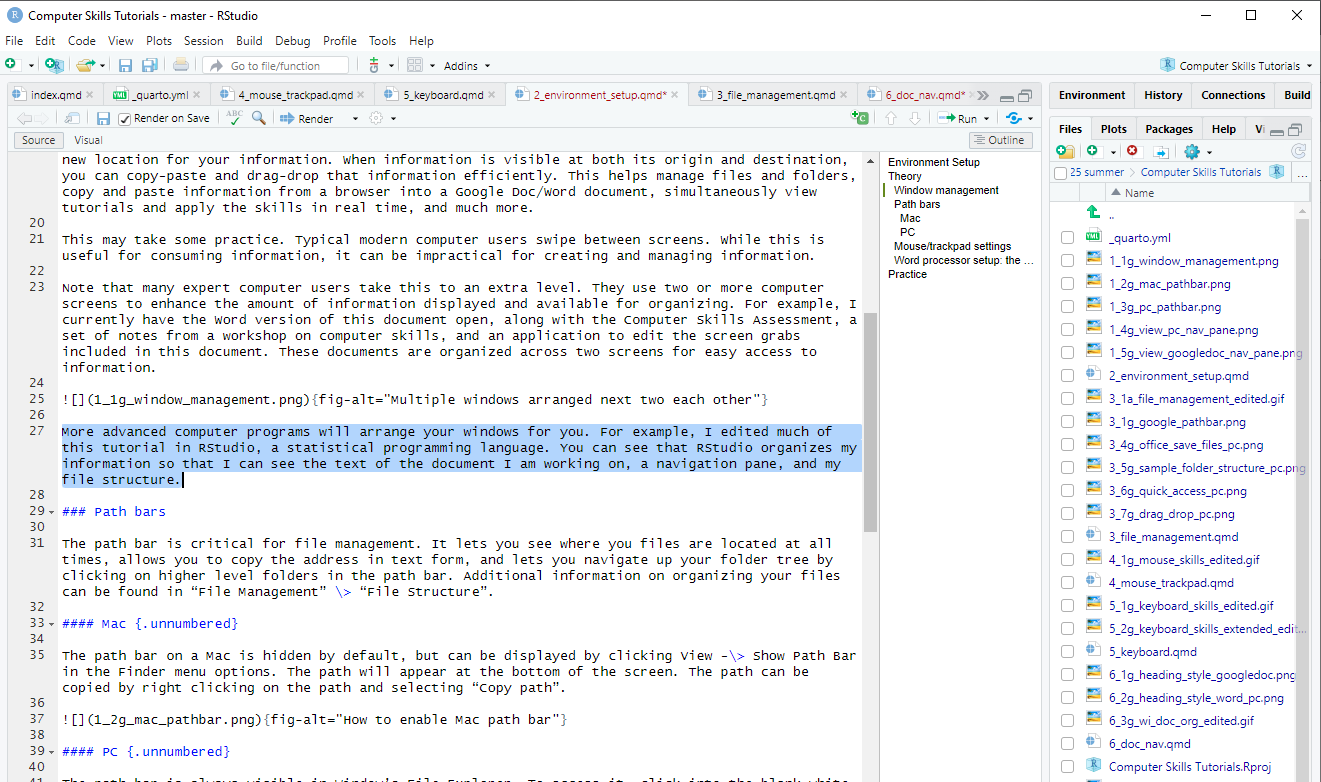 Computer Skills Tutorials - master - RStudio
File Edit Code View Plots Session Build Debug Profile Tools Help
Go to file/function Addins Computer Skills Tutorials
index.qmd _quarto.yml 4_mouse_trackpad.qmd 5_keyboard.qmd 2_environment_setup.qmd* 3_file_management.qmd 6_doc_nav.qmd*
Render on Save ABC Render Run
Source Visual Outline
new location for your information. When information is visible at both its origin and destination,
you can copy-paste and drag-drop that information efficiently. This helps manage files and folders,
copy and paste information from a browser into a Google Doc/Word document, simultaneously view
tutorials and apply the skills in real time, and much more.
20
21 This may take some practice. Typical modern computer users swipe between screens. While this is
useful for consuming information, it can be impractical for creating and managing information.
22
23 Note that many expert computer users take this to an extra level. They use two or more computer
screens to enhance the amount of information displayed and available for organizing. For example, I
currently have the Word version of this document open, along with the Computer Skills Assessment, a
set of notes from a workshop on computer skills, and an application to edit the screen grabs
included in this document. These documents are organized across two screens for easy access to
information.
24
25 ![](1_1g_window_management.png){fig-alt="Multiple windows arranged next two each other"}
26
27 More advanced computer programs will arrange your windows for you. For example, I edited much of
this tutorial in RStudio, a statistical programming language. You can see that RStudio organizes my
information so that I can see the text of the document I am working on, a navigation pane, and my
file structure.
28
29 ### Path bars
30
31 The path bar is critical for file management. It lets you see where you files are located at all
times, allows you to copy the address in text form, and lets you navigate up your folder tree by
clicking on higher level folders in the path bar. Additional information on organizing your files
can be found in “File Management” \> “File Structure”.
32
33 #### Mac {.unnumbered}
34
35 The path bar on a Mac is hidden by default, but can be displayed by clicking View -\> Show Path Bar
in the Finder menu options. The path will appear at the bottom of the screen. The path can be
copied by right clicking on the path and selecting “Copy path”.
36
37 ![](1_2g_mac_pathbar.png){fig-alt="How to enable Mac path bar"}
38
39 #### PC {.unnumbered}
40
Environment Setup
Theory
Window management
Path bars
Mac
PC
Mouse/trackpad settings
Word processor setup: the ...
Practice
Environment History Connections Build
Files Plots Packages Help Vi
25 summer Computer Skills Tutorials ...
Name
..
_quarto.yml
1_1g_window_management.png
1_2g_mac_pathbar.png
1_3g_pc_pathbar.png
1_4g_view_pc_nav_pane.png
1_5g_view_googledoc_nav_pane.png
2_environment_setup.qmd
3_1a_file_management_edited.gif
3_1g_google_pathbar.png
3_4g_office_save_files_pc.png
3_5g_sample_folder_structure_pc.png
3_6g_quick_access_pc.png
3_7g_drag_drop_pc.png
3_file_management.qmd
4_1g_mouse_skills_edited.gif
4_mouse_trackpad.qmd
5_1g_keyboard_skills_edited.gif
5_2g_keyboard_skills_extended_edit...
5_keyboard.qmd
6_1g_heading_style_googledoc.png
6_2g_heading_style_word_pc.png
6_3g_wi_doc_org_edited.gif
6_doc_nav.qmd
Computer Skills Tutorials.Rproj